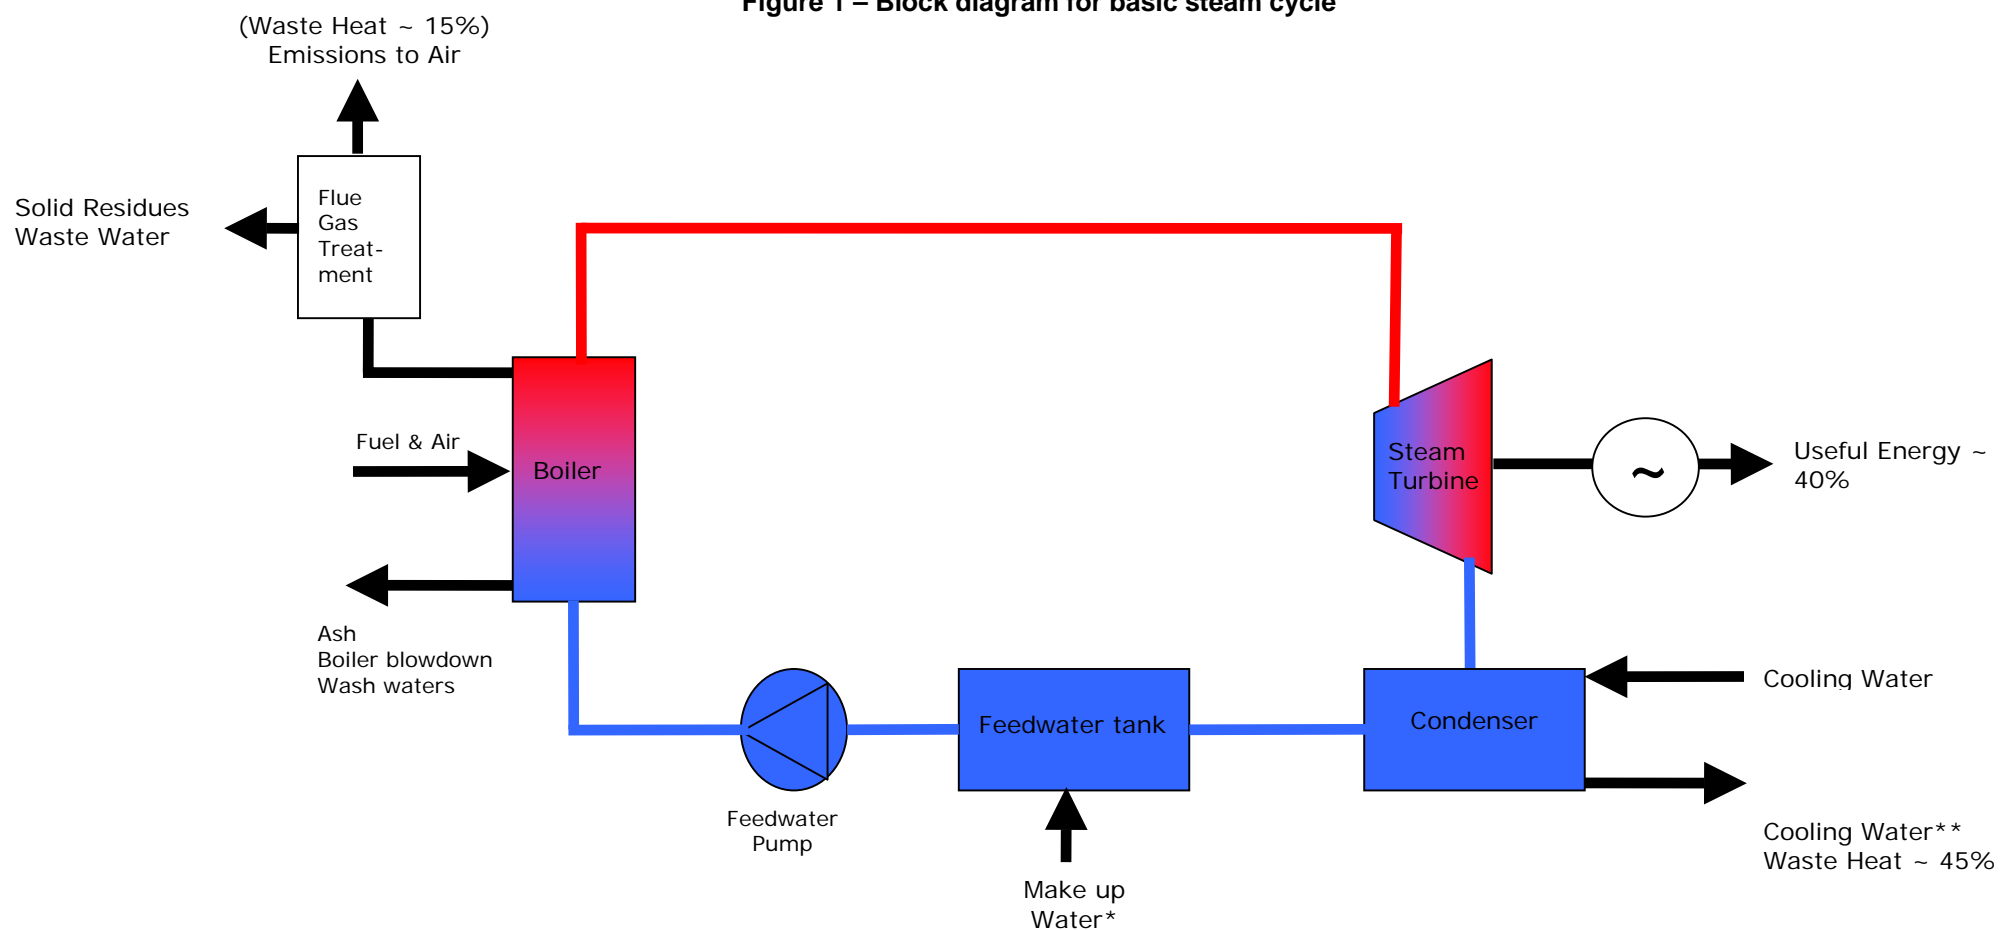 Figure 1 – Block diagram for basic steam cycle
(Waste Heat ~ 15%)
Emissions to Air
Solid Residues
Waste Water
Flue
Gas
Treat-
ment
Fuel & Air
Boiler
Ash
Boiler blowdown
Wash waters
Steam
Turbine
~
Useful Energy ~
40%
Feedwater
Pump
Feedwater tank
Make up
Water*
Condenser
Cooling Water
Cooling Water**
Waste Heat ~ 45%